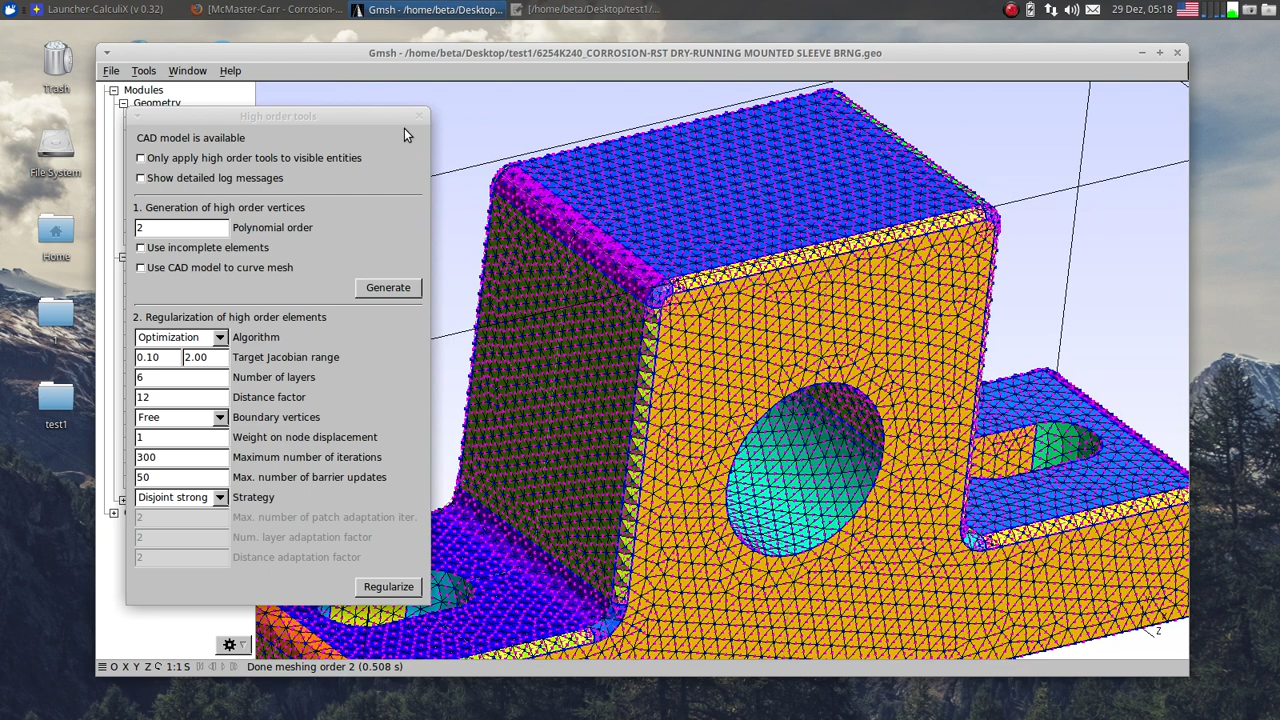 Launcher-CalculiX (v 0.32)
[McMaster-Carr - Corrosion-...
Gmsh - /home/beta/Desktop...
[/home/beta/Desktop/test1/...
29 Dez, 05:18
Trash
File System
Home
1
test1
Gmsh - /home/beta/Desktop/test1/6254K240_CORROSION-RST DRY-RUNNING MOUNTED SLEEVE BRNG.geo
File Tools Window Help
Modules
Geometry
High order tools
CAD model is available
Only apply high order tools to visible entities
Show detailed log messages
1. Generation of high order vertices
2 Polynomial order
Use incomplete elements
Use CAD model to curve mesh
Generate
2. Regularization of high order elements
Optimization Algorithm
0.10 2.00 Target Jacobian range
6 Number of layers
12 Distance factor
Free Boundary vertices
1 Weight on node displacement
300 Maximum number of iterations
50 Max. number of barrier updates
Disjoint strong Strategy
2 Max. number of patch adaptation iter.
2 Num. layer adaptation factor
2 Distance adaptation factor
Regularize
Z
O X Y Z 1:1 S Done meshing order 2 (0.508 s)